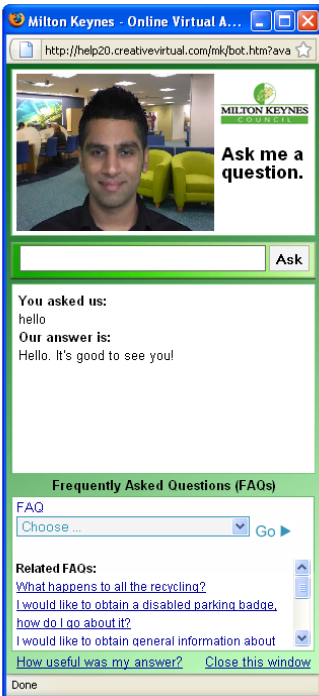 Milton Keynes - Online Virtual A...
http://help20.creativevirtual.com/mk/bot.htm?ava
MILTON KEYNES
COUNCIL
Ask me a
question.
Ask
You asked us:
hello
Our answer is:
Hello. It's good to see you!
Frequently Asked Questions (FAQs)
FAQ
Choose ...
Go
Related FAQs:
What happens to all the recycling?
I would like to obtain a disabled parking badge,
how do I go about it?
I would like to obtain general information about
How useful was my answer?
Close this window
Done